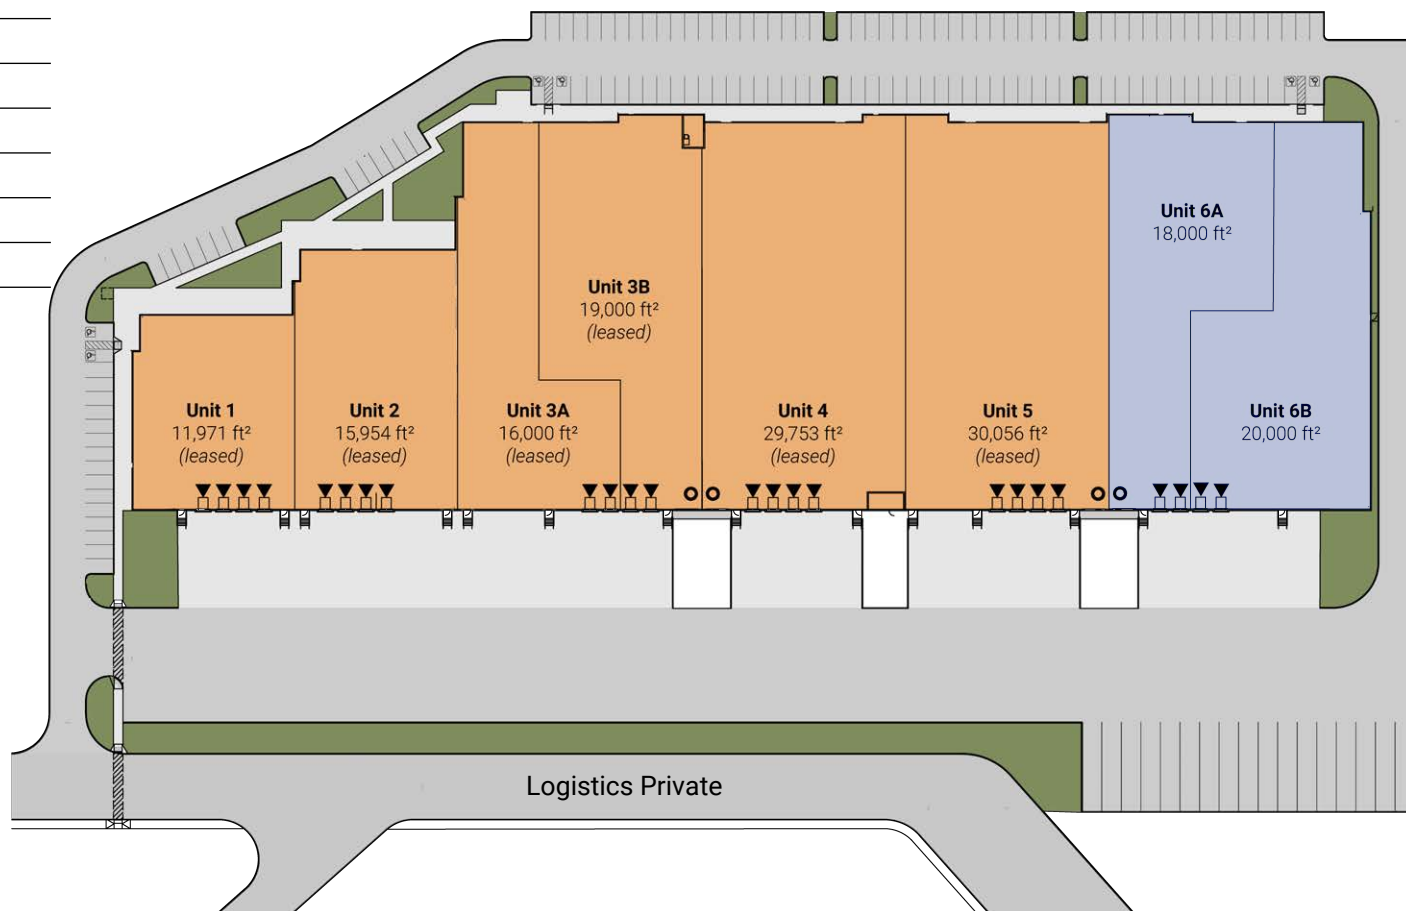 Unit 6A
18,000 ft²
Unit 3B
19,000 ft²
(leased)
Unit 1
11,971 ft²
(leased)
Unit 2
15,954 ft²
(leased)
Unit 3A
16,000 ft²
(leased)
Unit 4
29,753 ft²
(leased)
Unit 5
30,056 ft²
(leased)
Unit 6B
20,000 ft²
Logistics Private